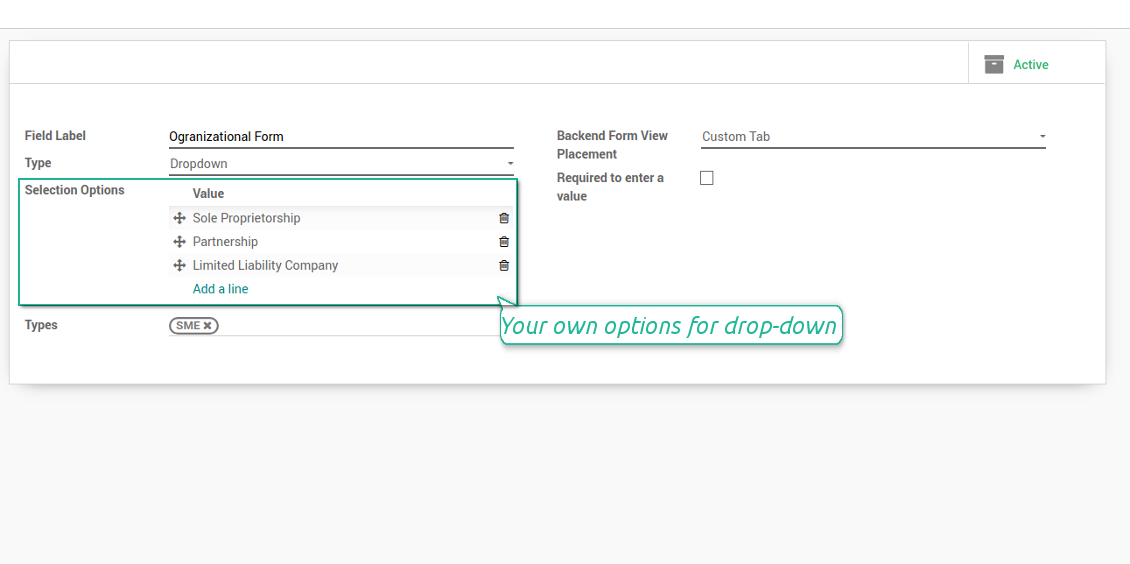 Active
Field Label
Ogranizational Form
Type
Dropdown
Selection Options
Value
Sole Proprietorship
Partnership
Limited Liability Company
Add a line
Types
SME
Backend Form View
Placement
Custom Tab
Required to enter a
value
Your own options for drop-down